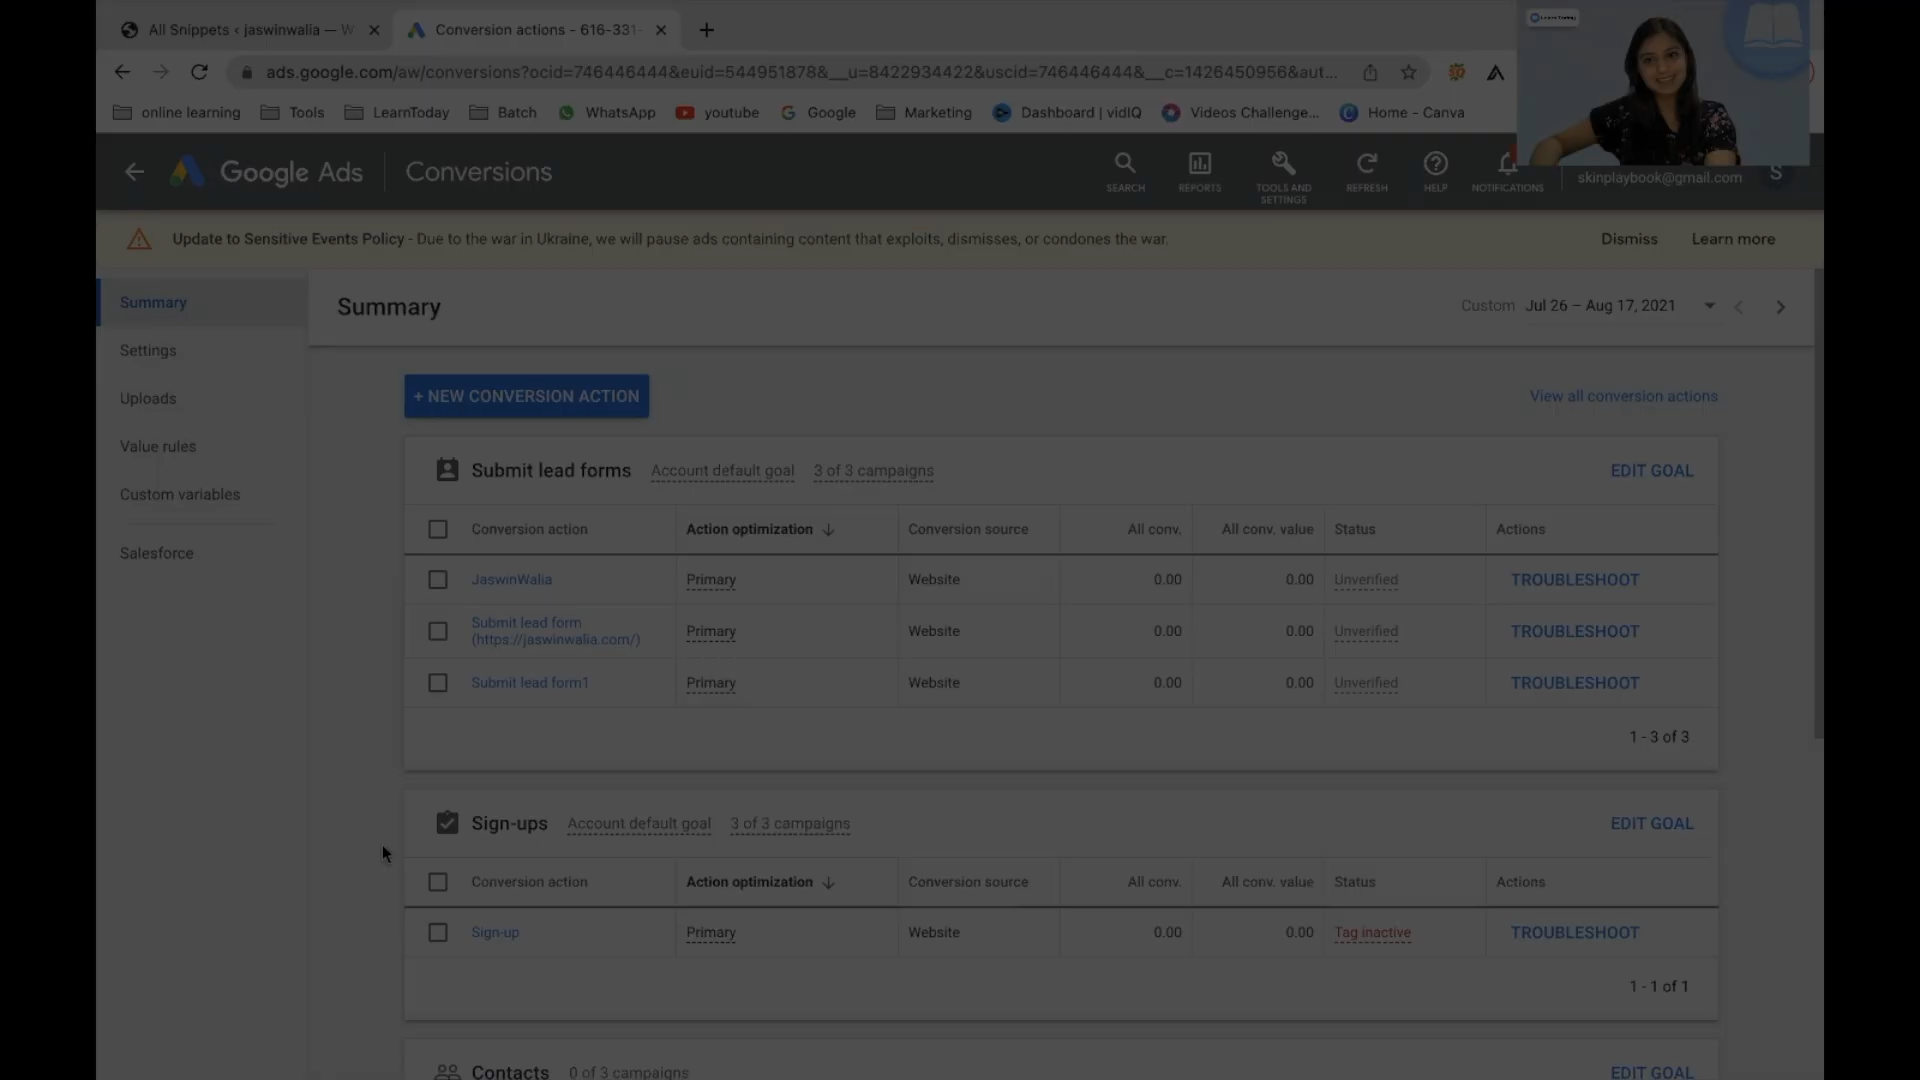 All Snippets ‹ jaswinwalia — W
Conversion actions - 616-331-
ads.google.com/aw/conversions?ocid=746446444&euid=544951878&__u=8422934422&uscid=746446444&__c=1426450956&aut...
online learning
Tools
LearnToday
Batch
WhatsApp
youtube
Google
Marketing
Dashboard | vidIQ
Videos Challenge...
Home - Canva
Google Ads
Conversions
SEARCH
REPORTS
TOOLS AND
SETTINGS
REFRESH
HELP
NOTIFICATIONS
skinplaybook@gmail.com
S
Update to Sensitive Events Policy - Due to the war in Ukraine, we will pause ads containing content that exploits, dismisses, or condones the war.
Dismiss
Learn more
Summary
Settings
Uploads
Value rules
Custom variables
Salesforce
Summary
Custom Jul 26 – Aug 17, 2021
+ NEW CONVERSION ACTION
View all conversion actions
Submit lead forms Account default goal 3 of 3 campaigns EDIT GOAL
Conversion action Action optimization Conversion source All conv. All conv. value Status Actions
JaswinWalia Primary Website 0.00 0.00 Unverified TROUBLESHOOT
Submit lead form
(https://jaswinwalia.com/) Primary Website 0.00 0.00 Unverified TROUBLESHOOT
Submit lead form1 Primary Website 0.00 0.00 Unverified TROUBLESHOOT
1 - 3 of 3
Sign-ups Account default goal 3 of 3 campaigns EDIT GOAL
Conversion action Action optimization Conversion source All conv. All conv. value Status Actions
Sign-up Primary Website 0.00 0.00 Tag inactive TROUBLESHOOT
1 - 1 of 1
Contacts 0 of 3 campaigns EDIT GOAL